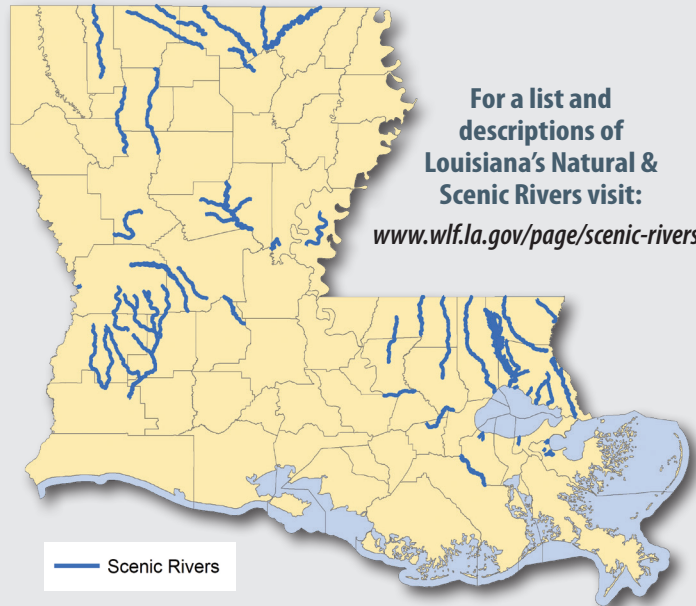 For a list and
descriptions of
Louisiana's Natural &
Scenic Rivers visit:
www.wlf.la.gov/page/scenic-rivers
Scenic Rivers